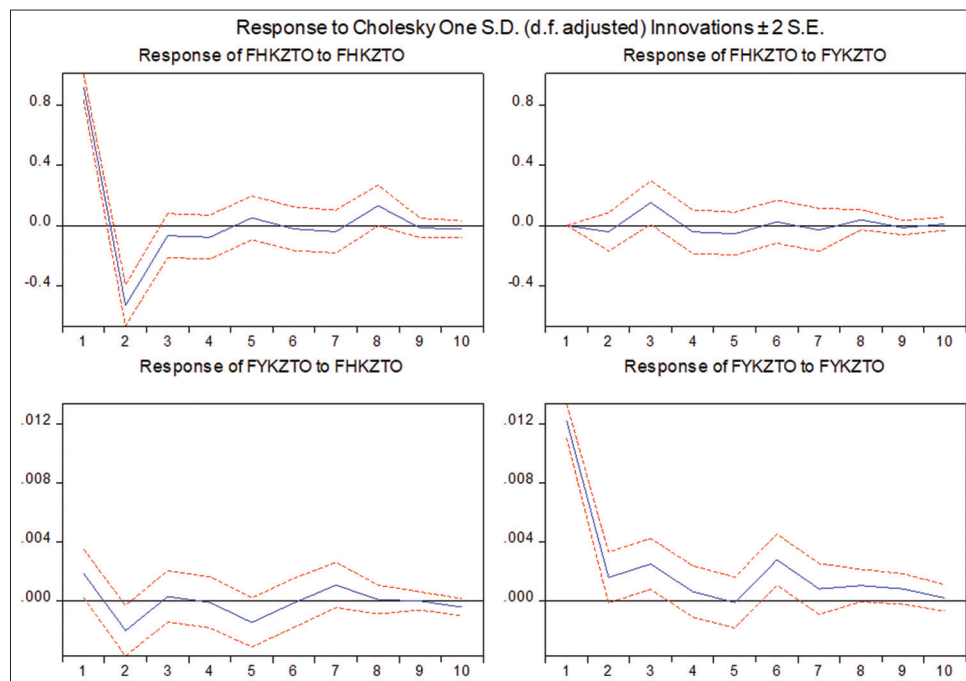 Response to Cholesky One S.D. (d.f. adjusted) Innovations ± 2 S.E.
Response of FHKZTO to FHKZTO
0.8
0.4
0.0
-0.4
1 2 3 4 5 6 7 8 9 10
Response of FHKZTO to FYKZTO
0.8
0.4
0.0
-0.4
1 2 3 4 5 6 7 8 9 10
Response of FYKZTO to FHKZTO
.012
.008
.004
.000
1 2 3 4 5 6 7 8 9 10
Response of FYKZTO to FYKZTO
.012
.008
.004
.000
1 2 3 4 5 6 7 8 9 10